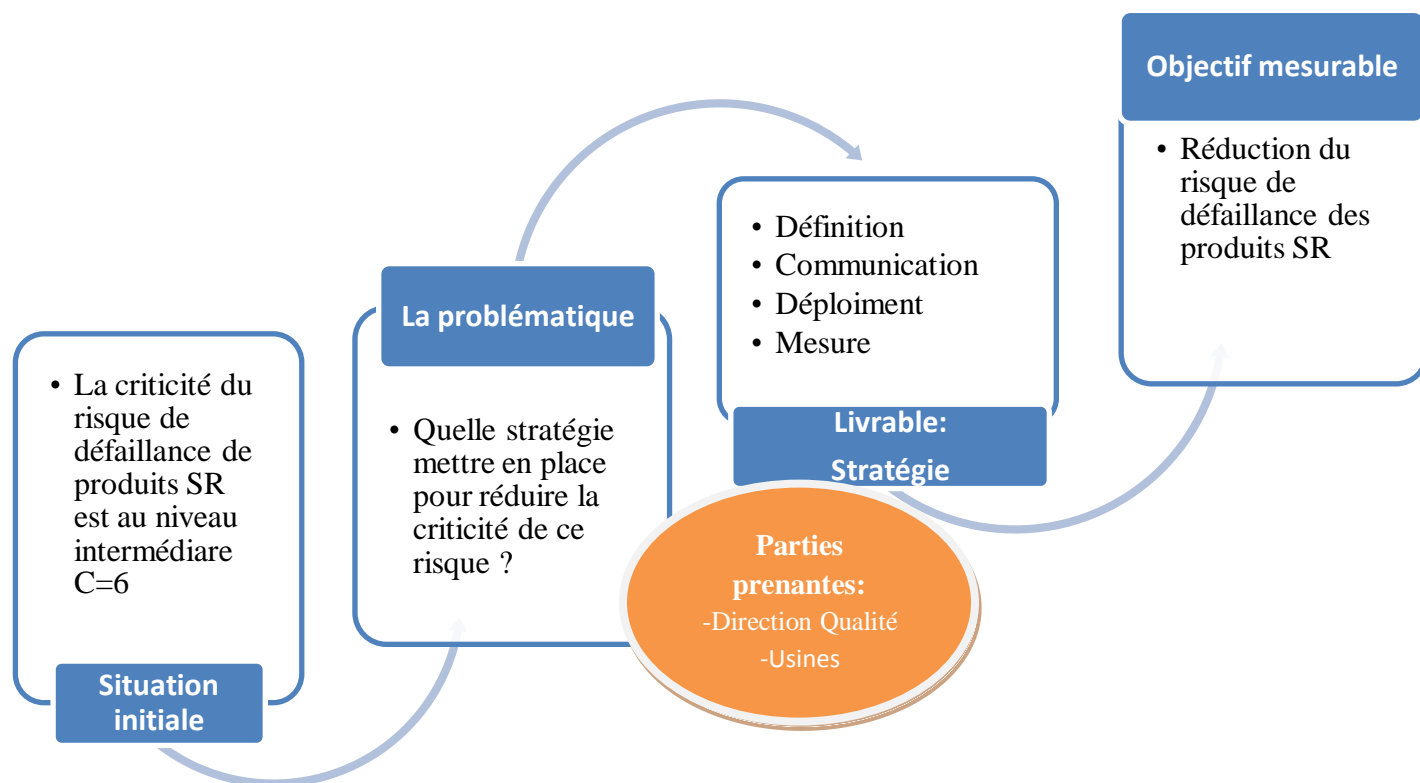 • La criticité du
risque de
défaillance de
produits SR
est au niveau
intermédiare
C=6
Situation
initiale
La problématique
• Quelle stratégie
mettre en place
pour réduire la
criticité de ce
risque ?
• Définition
• Communication
• Déploiment
• Mesure
Livrable:
Stratégie
Parties
prenantes:
-Direction Qualité
-Usines
Objectif mesurable
• Réduction du
risque de
défaillance des
produits SR